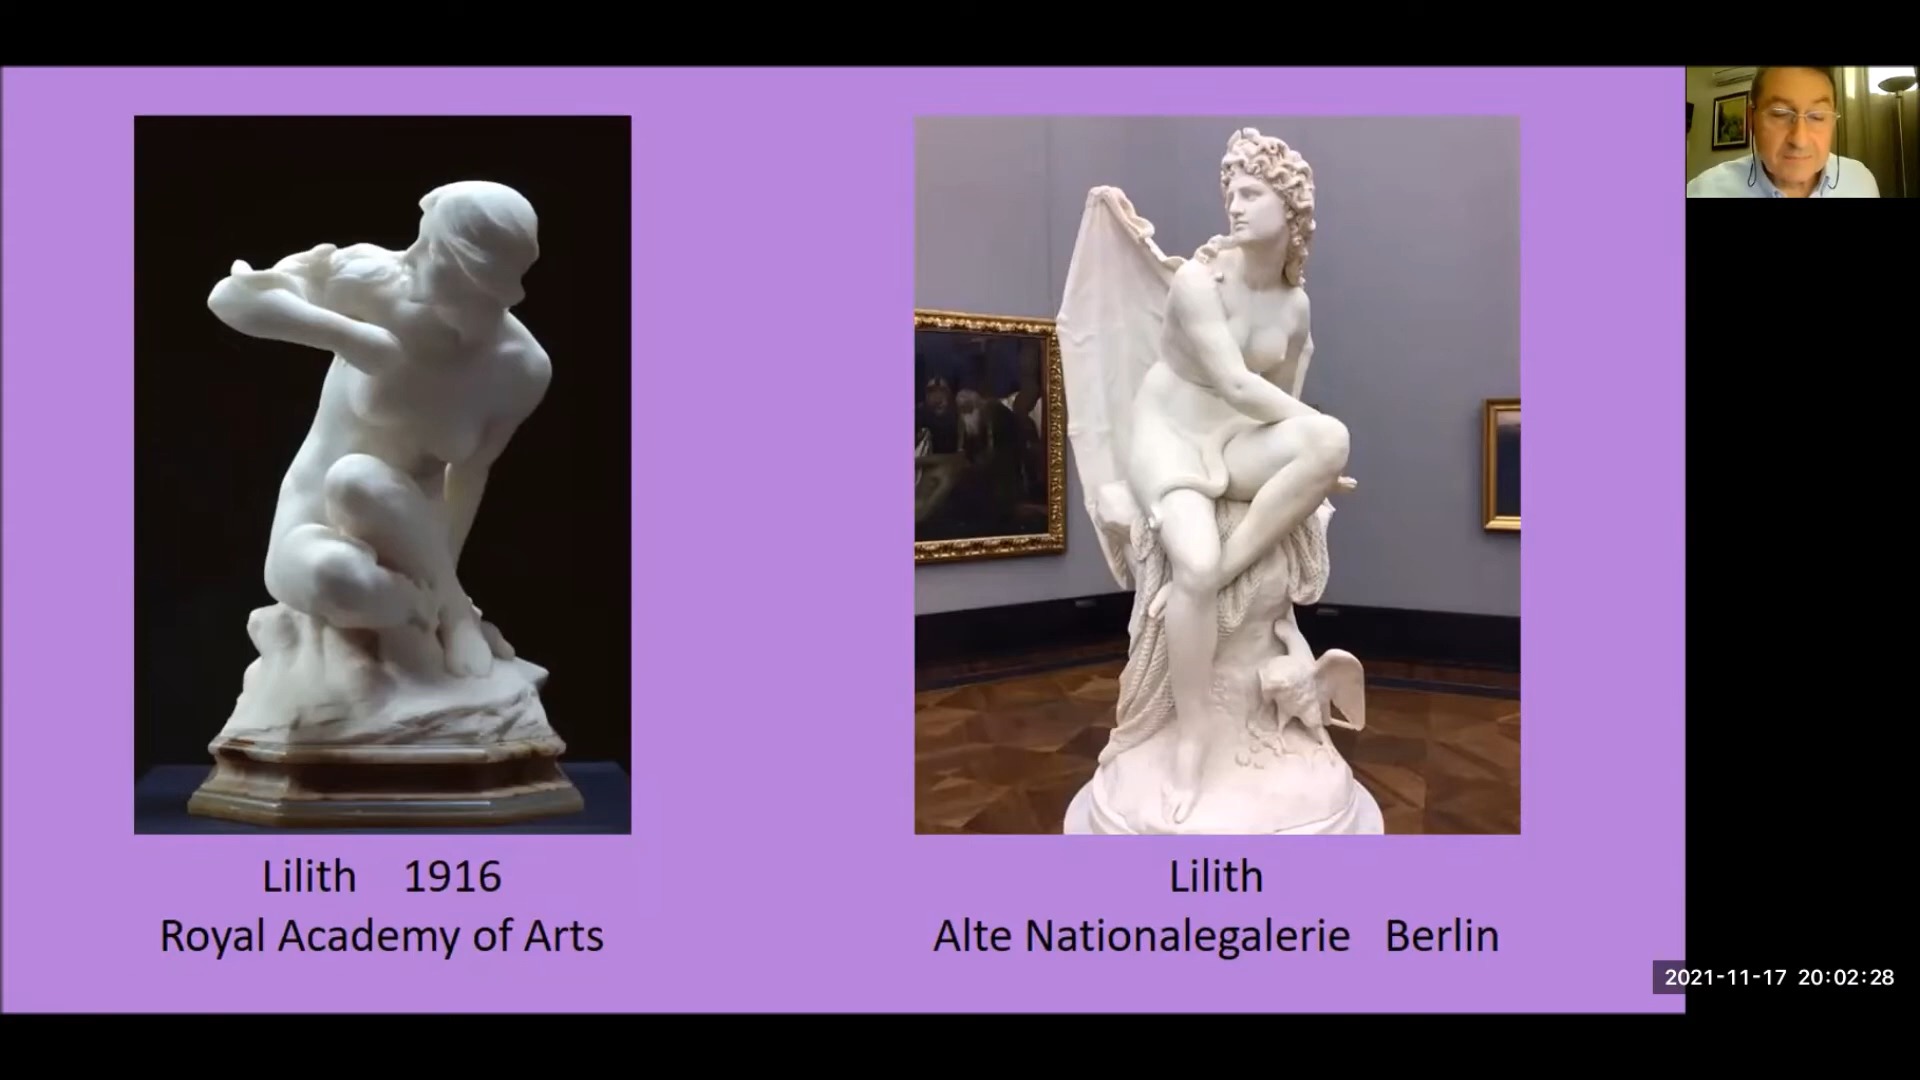 Lilith 1916
Royal Academy of Arts
Lilith
Alte Nationalegalerie Berlin
2021-11-17 20:02:28